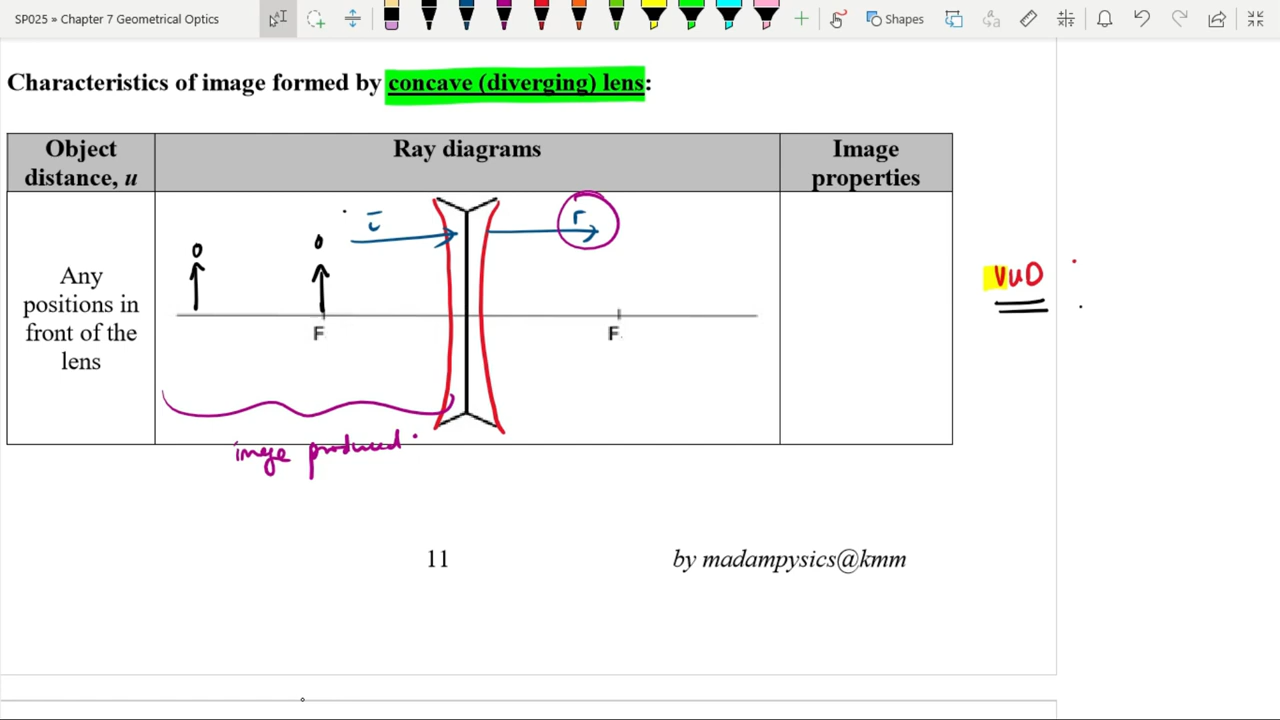 SP025 » Chapter 7 Geometrical Optics
Shapes
Characteristics of image formed by concave (diverging) lens:
Object distance, u
Ray diagrams
Image properties
Any
positions in
front of the
lens
O
O
i
r
F
F
VUD
image produced
11
by madampysics@kmm